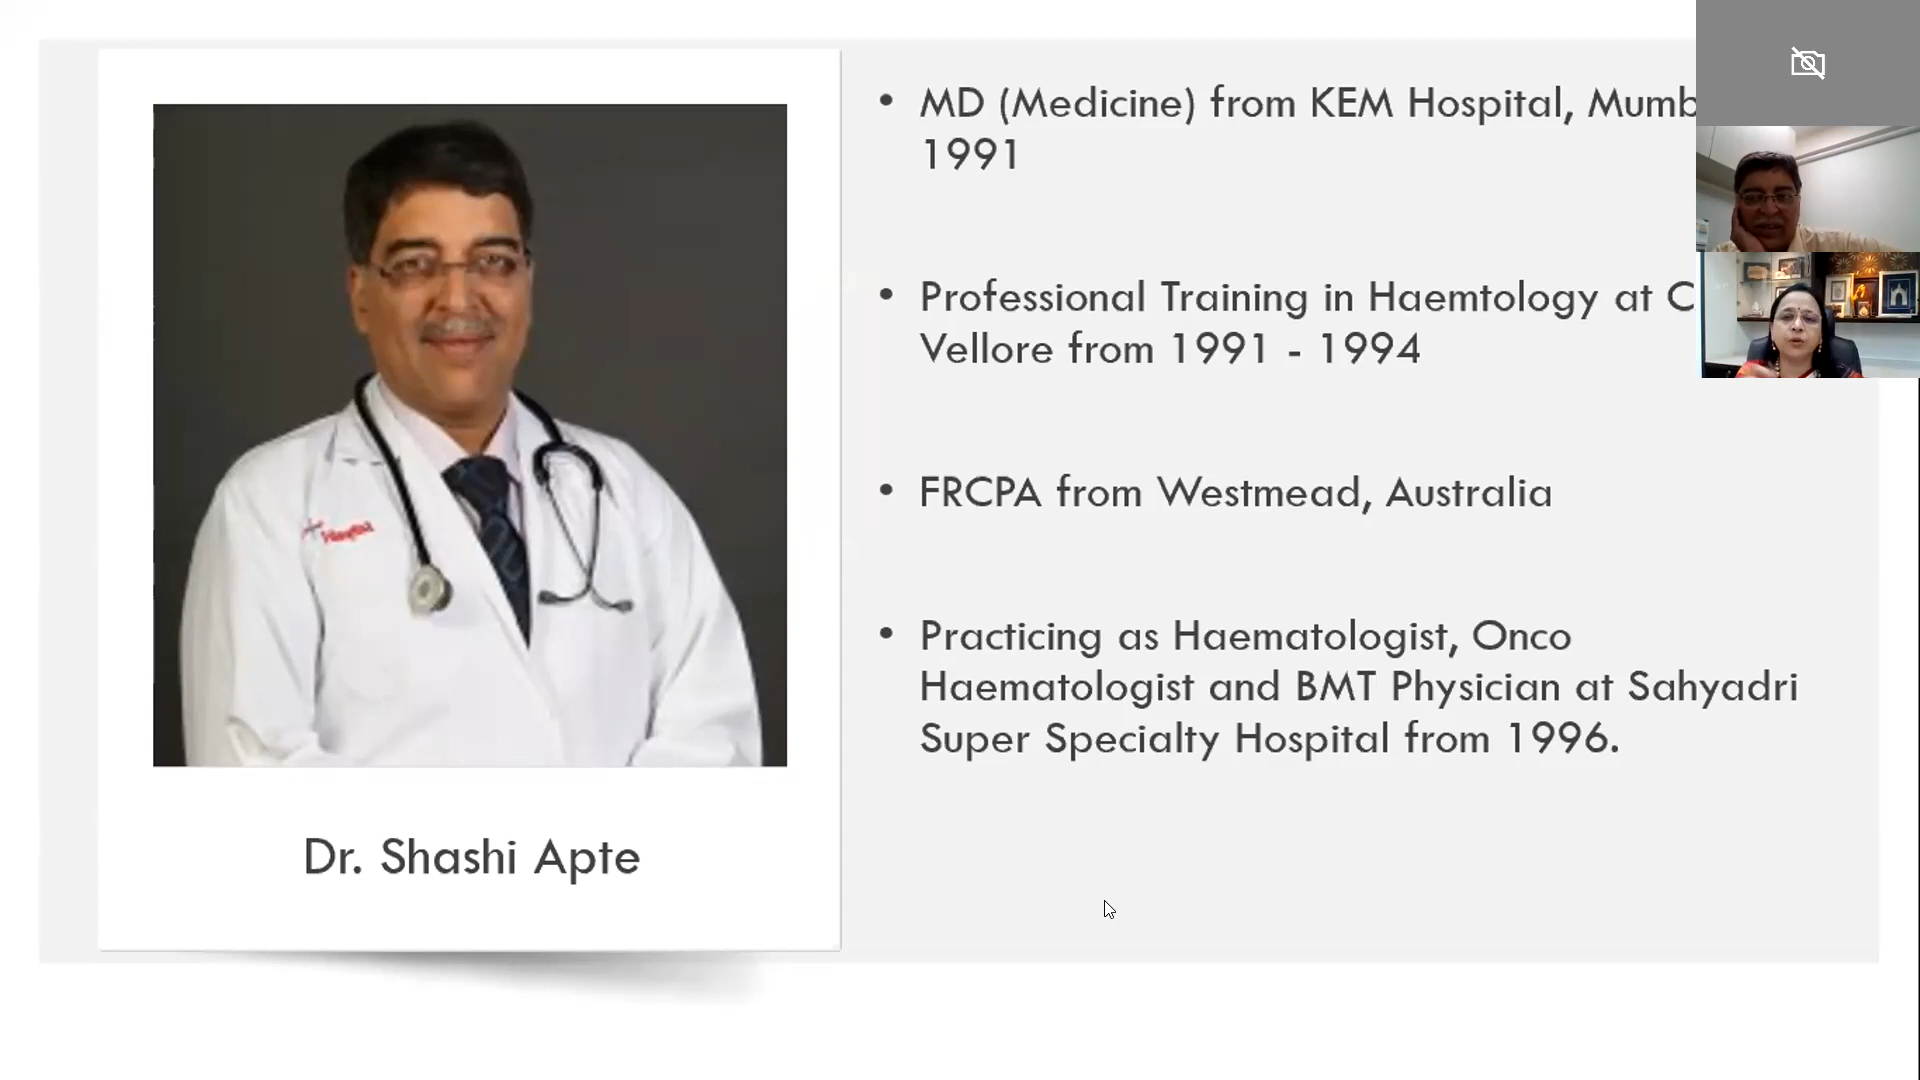 • MD (Medicine) from KEM Hospital, Mumb
1991
• Professional Training in Haemtology at C
Vellore from 1991 - 1994
• FRCPA from Westmead, Australia
• Practicing as Haematologist, Onco
Haematologist and BMT Physician at Sahyadri
Super Specialty Hospital from 1996.
Dr. Shashi Apte